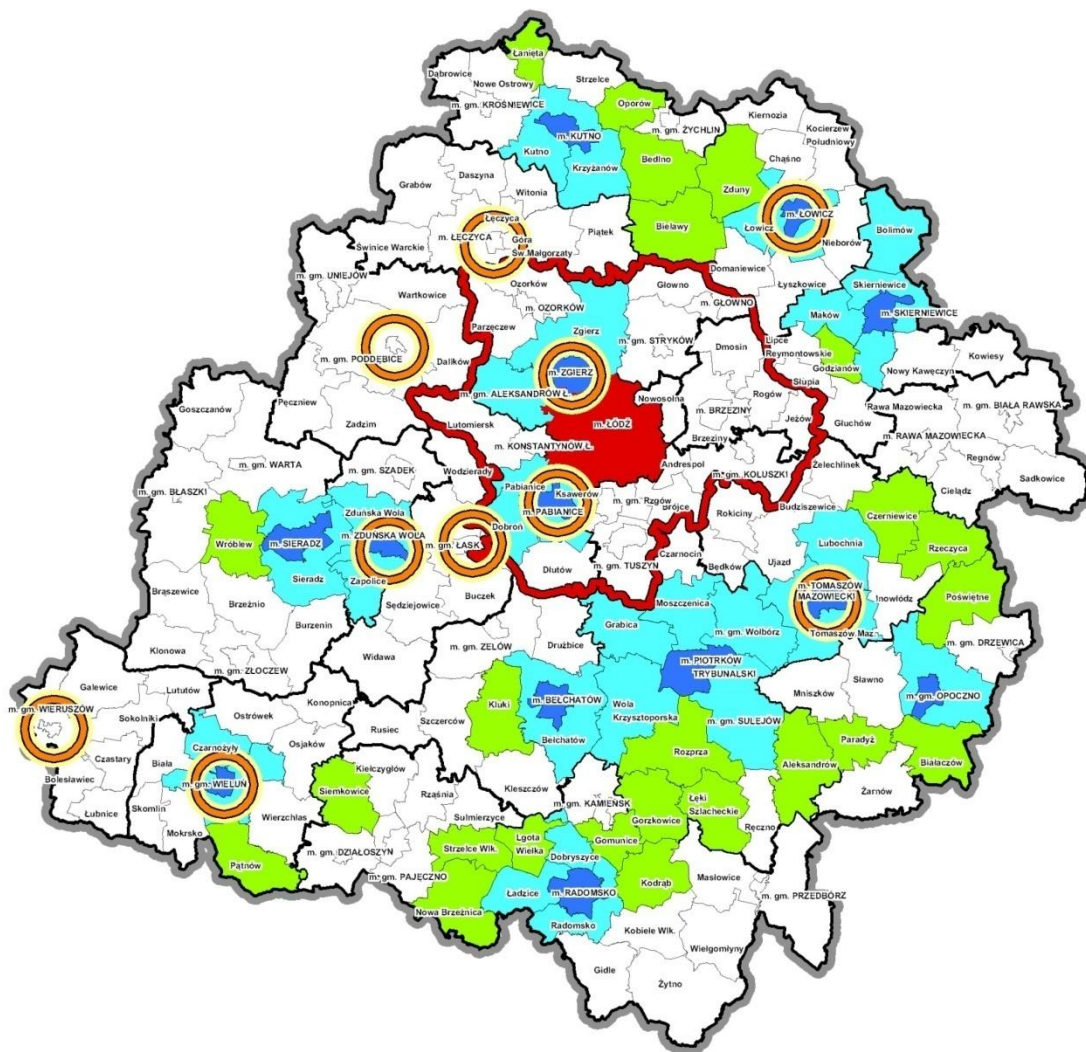 Łanięta
Dąbrowice
Nowe Ostrowy
Strzelce
m. gm. KROŚNIEWICE
Oporów
m. gm. ŻYCHLIN
Kiernozia
Kocierzew
Południowy
m. KUTNO
Kutno
Krzyżanów
Bedlno
Zduny
Chąśno
Daszyna
Grabów
Witonia
Łęczyca
m. ŁĘCZYCA
Góra
Św.Małgorzaty
Piątek
Bielawy
m. ŁOWICZ
Łowicz
Nieborów
Bolimów
Świnice Warckie
m. gm. UNIEJÓW
Wartkowice
Ozorków
m. OZORKÓW
Głowno
m. GŁOWNO
Domaniewice
Łyszkowice
Skierniewice
m. SKIERNIEWICE
Maków
Parzęczew
Zgierz
m. gm. STRYKÓW
Dmosin
Lipce
Reymontowskie
Godzianów
Nowy Kawęczyn
Kowiesy
m. gm. PODDĘBICE
Dalików
m. ZGIERZ
m. gm. ALEKSANDRÓW Ł.
Nowosolna
Rogów
Słupia
m. gm. BIAŁA RAWSKA
Goszczanów
Pęczniew
Zadzim
Lutomiersk
m. ŁÓDŹ
m. BRZEZINY
Brzeziny
Jeżów
Głuchów
Rawa Mazowiecka
m. RAWA MAZOWIECKA
Regnów
m. KONSTANTYNÓW Ł.
Andrespol
m. gm. KOLUSZKI
Żelechlinek
Cielądz
Sadkowice
m. gm. WARTA
m. gm. SZADEK
Wodzierady
m. gm. BŁASZKI
Pabianice
Ksawerów
m. PABIANICE
m. gm. Rzgów
Brójce
Rokiciny
Budziszewice
Czerniewice
Zduńska Wola
Wróblew
m. SIERADZ
m. ZDUŃSKA WOLA
m. gm. ŁASK
Dobroń
Lubochnia
Rzeczyca
Dłutów
m. gm. TUSZYN
Czarnocin
Będków
Ujazd
Sieradz
Zapolice
Sędziejowice
Buczek
m. TOMASZÓW
MAZOWIECKI
Inowłódz
Poświętne
Brąszewice
Brzeźnio
Burzenin
Moszczenica
Grabica
m. gm. Wolbórz
Tomaszów Maz.
m. gm. DRZEWICA
Klonowa
m. gm. ZŁOCZEW
Widawa
m. gm. ZELÓW
Drużbice
m. PIOTRKÓW
TRYBUNALSKI
Mniszków
Sławno
m. gm. OPOCZNO
Galewice
Lututów
Konopnica
m. gm. WIERUSZÓW
Sokolniki
Ostrówek
Rusiec
Szczerców
Kluki
m. BEŁCHATÓW
Bełchatów
Wola
Krzysztoporska
m. gm. SULEJÓW
Paradyż
Białaczów
Czarnożyły
Osjaków
Czastary
Biała
Rozprza
Aleksandrów
Bolesławiec
m. gm. WIELUŃ
Kiełczygłów
Siemkowice
Rząśnia
Kleszczów
m. gm. KAMIEŃSK
Łęki
Szlacheckie
Żarnów
Łubnice
Skomlin
Wierzchlas
Sulmierzyce
Gorzkowice
Ręczno
Mokrsko
m. gm. DZIAŁOSZYN
Strzelce Wlk.
Lgota
Wielka
Gomunice
Dobryszyce
Pątnów
m. gm. PAJĘCZNO
Ładzice
m. RADOMSKO
Kodrąb
Masłowice
m. gm. PRZEDBÓRZ
Nowa Brzeźnica
Radomsko
Kobiele Wlk.
Wielgomłyny
Gidle
Żytno